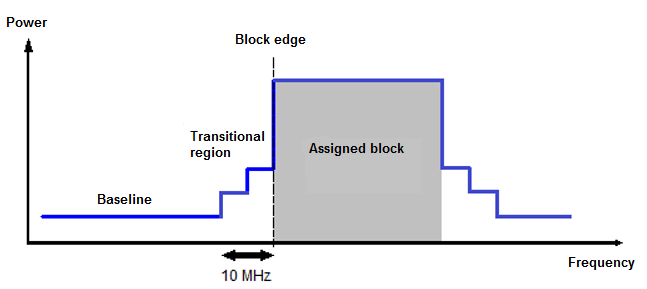 Power
Block edge
Transitional
region
Assigned block
Baseline
10 MHz
Frequency